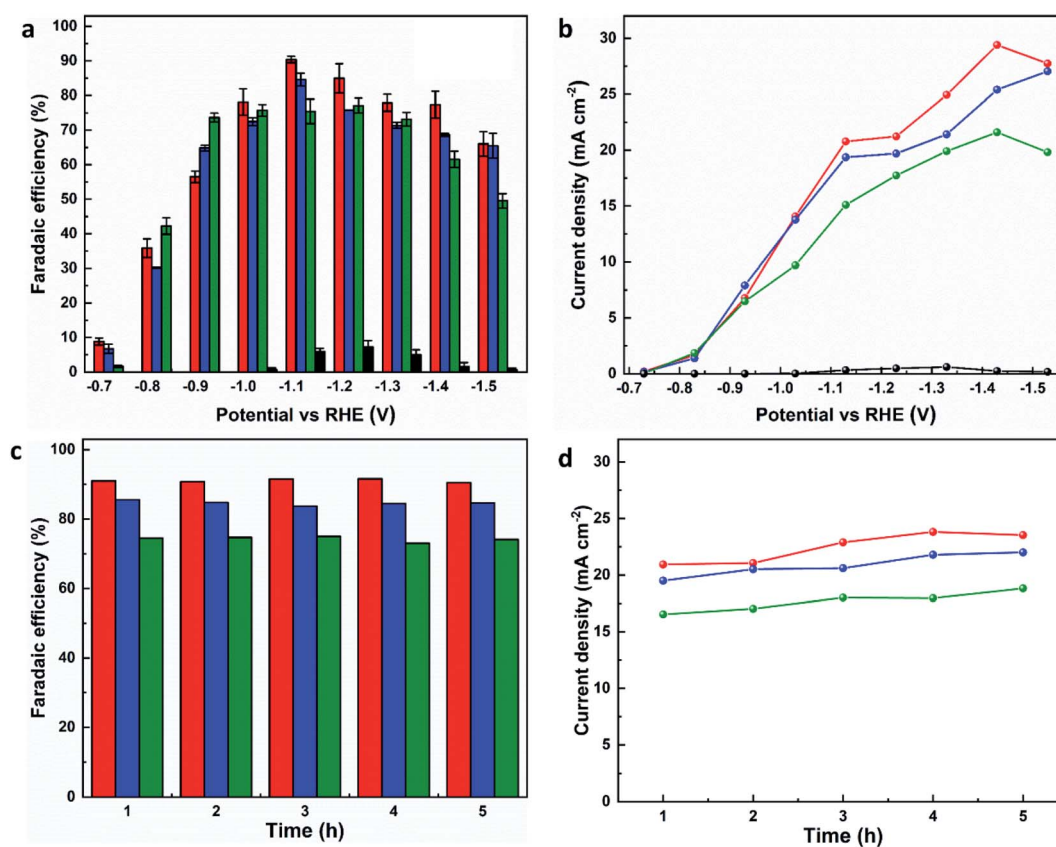 a
100
90
80
70
60
50
40
30
20
10
0
Faradaic efficiency (%)
-0.7 -0.8 -0.9 -1.0 -1.1 -1.2 -1.3 -1.4 -1.5
Potential vs RHE (V)
b
30
25
20
15
10
5
0
Current density (mA cm-2)
-0.7 -0.8 -0.9 -1.0 -1.1 -1.2 -1.3 -1.4 -1.5
Potential vs RHE (V)
c
100
80
60
40
20
0
Faradaic efficiency (%)
1 2 3 4 5
Time (h)
d
30
25
20
15
10
5
0
Current density (mA cm-2)
1 2 3 4 5
Time (h)